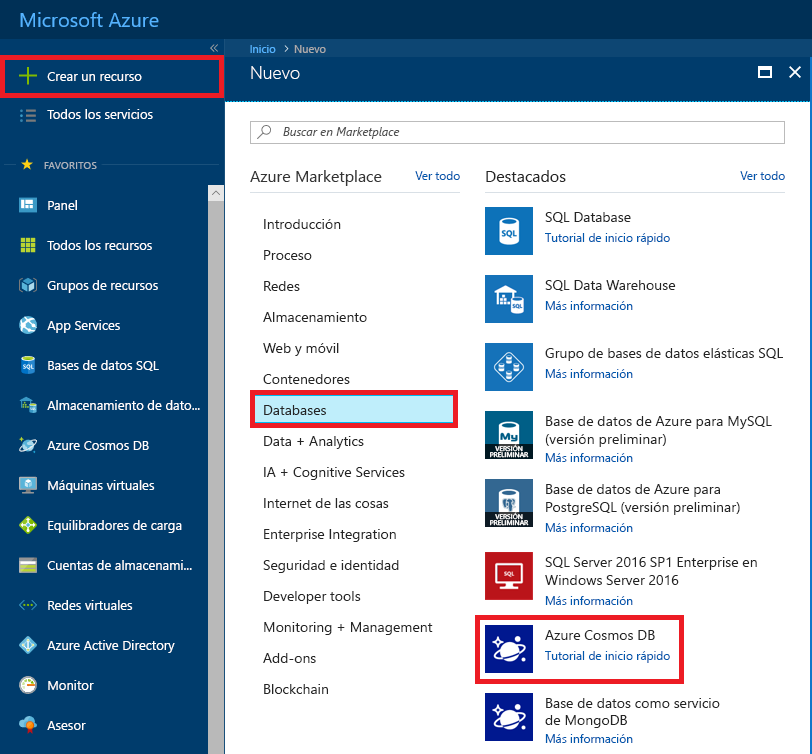 Microsoft Azure
«
Crear un recurso
Todos los servicios
FAVORITOS
Panel
Todos los recursos
Grupos de recursos
App Services
Bases de datos SQL
Almacenamiento de dato...
Azure Cosmos DB
Máquinas virtuales
Equilibradores de carga
Cuentas de almacenami...
Redes virtuales
Azure Active Directory
Monitor
Asesor
Inicio > Nuevo
Nuevo
Buscar en Marketplace
Azure Marketplace Ver todo
Introducción
Proceso
Redes
Almacenamiento
Web y móvil
Contenedores
Databases
Data + Analytics
IA + Cognitive Services
Internet de las cosas
Enterprise Integration
Seguridad e identidad
Developer tools
Monitoring + Management
Add-ons
Blockchain
Destacados Ver todo
SQL
SQL Database
Tutorial de inicio rápido
SQL
SQL Data Warehouse
Más información
Grupo de bases de datos elásticas SQL
Más información
My
VERSIÓN
PRELIMINAR
Base de datos de Azure para MySQL
(versión preliminar)
Más información
VERSIÓN
PRELIMINAR
Base de datos de Azure para
PostgreSQL (versión preliminar)
Más información
SQL
SQL Server 2016 SP1 Enterprise en
Windows Server 2016
Más información
Azure Cosmos DB
Tutorial de inicio rápido
Base de datos como servicio
de MongoDB
Más información